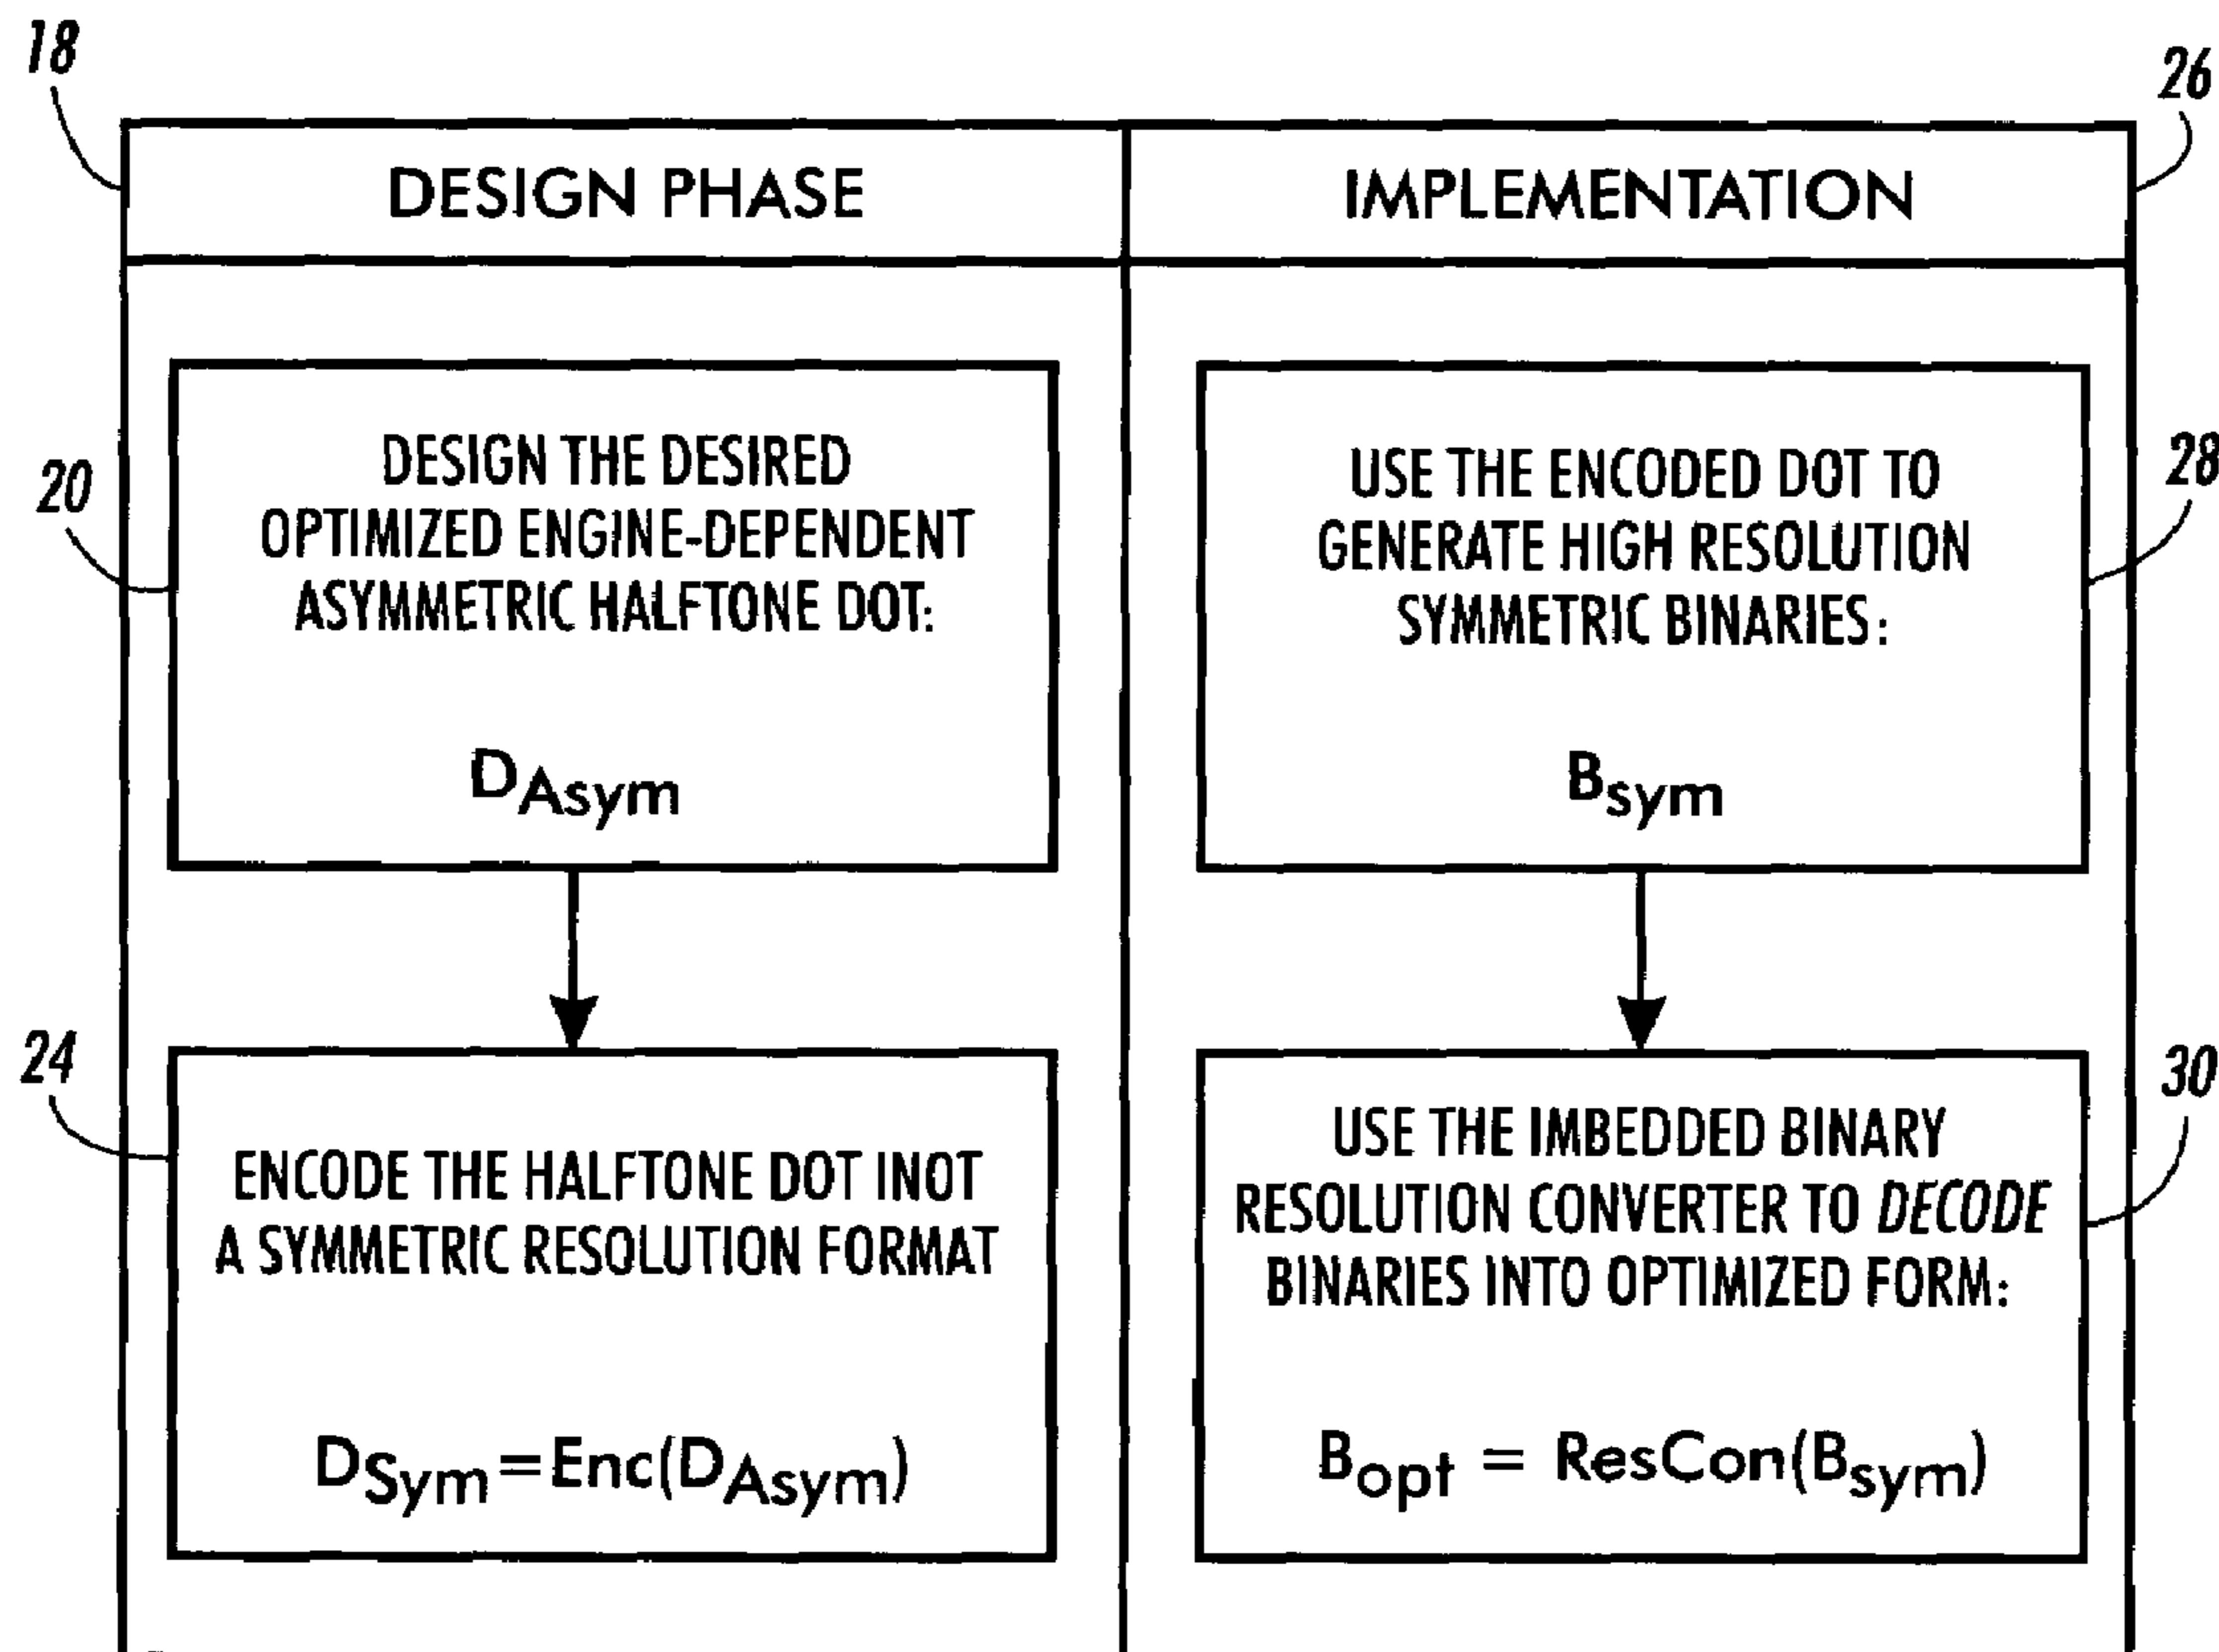 18
26
DESIGN PHASE
IMPLEMENTATION
20
DESIGN THE DESIRED
OPTIMIZED ENGINE-DEPENDENT
ASYMMETRIC HALFTONE DOT:
DAsym
28
USE THE ENCODED DOT TO
GENERATE HIGH RESOLUTION
SYMMETRIC BINARIES:
Bsym
24
ENCODE THE HALFTONE DOT INOT
A SYMMETRIC RESOLUTION FORMAT
DSym=Enc(DAsym)
30
USE THE IMBEDDED BINARY
RESOLUTION CONVERTER TO DECODE
BINARIES INTO OPTIMIZED FORM:
Bopt = ResCon(Bsym)